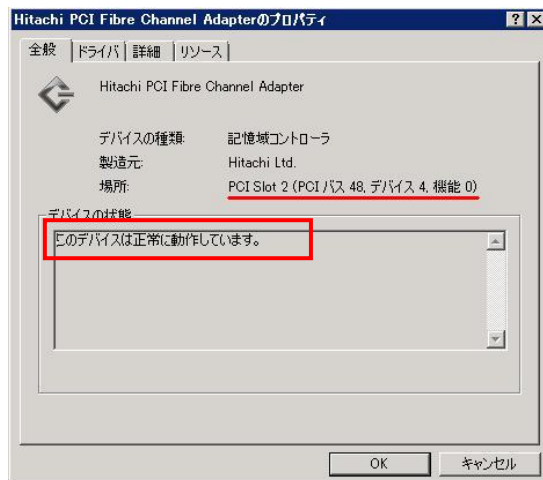 Hitachi PCI Fibre Channel Adapterのプロパティ
全般 ドライバ 詳細 リソース
Hitachi PCI Fibre Channel Adapter
デバイスの種類: 記憶域コントローラ
製造元: Hitachi Ltd.
場所: PCI Slot 2 (PCI バス 48, デバイス 4, 機能 0)
デバイスの状態
このデバイスは正常に動作しています。
OK キャンセル